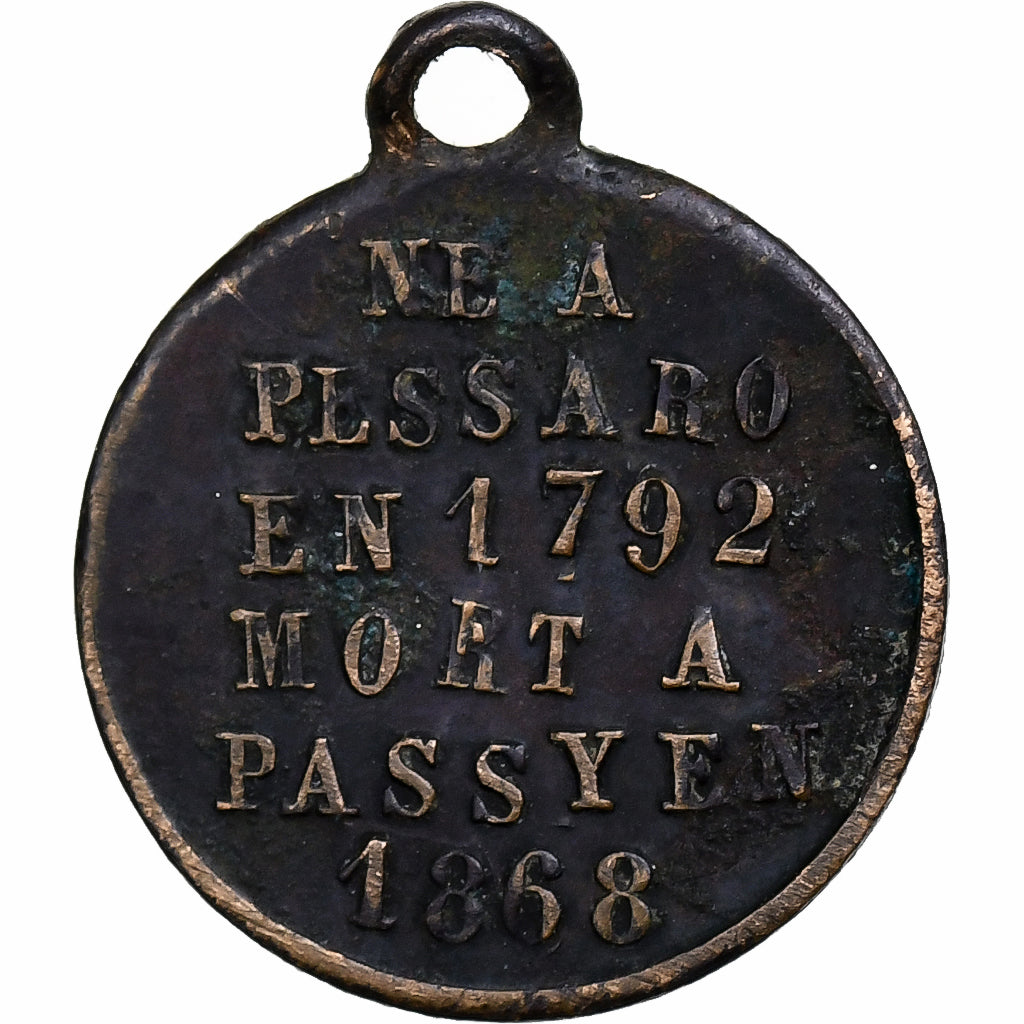 NE A
PESSARO
EN 1792
MORT A
PASSY EN
1868